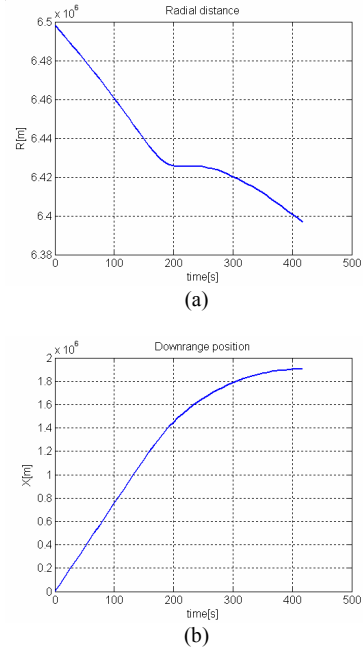 Radial distance
x 10^6
6.5
6.48
6.46
6.44
6.42
6.4
6.38
R[m]
0 100 200 300 400 500
time[s]
(a)
Downrange position
x 10^6
2
1.8
1.6
1.4
1.2
1
0.8
0.6
0.4
0.2
0
X[m]
0 100 200 300 400 500
time[s]
(b)